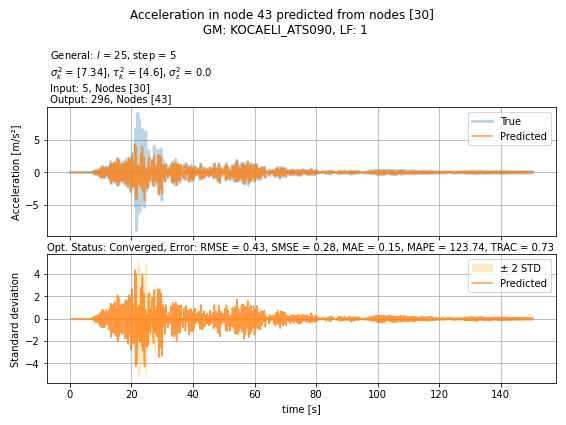 Acceleration in node 43 predicted from nodes [30]
GM: KOCAELI_ATS090, LF: 1
General: l = 25, step = 5
σ²ₖ = [7.34], τ²ₖ = [4.6], σ²ε = 0.0
Input: 5, Nodes [30]
Output: 296, Nodes [43]
Acceleration [m/s²]
5
0
−5
True
Predicted
Opt. Status: Converged, Error: RMSE = 0.43, SMSE = 0.28, MAE = 0.15, MAPE = 123.74, TRAC = 0.73
Standard deviation
4
2
0
−2
−4
± 2 STD
Predicted
0 20 40 60 80 100 120 140
time [s]